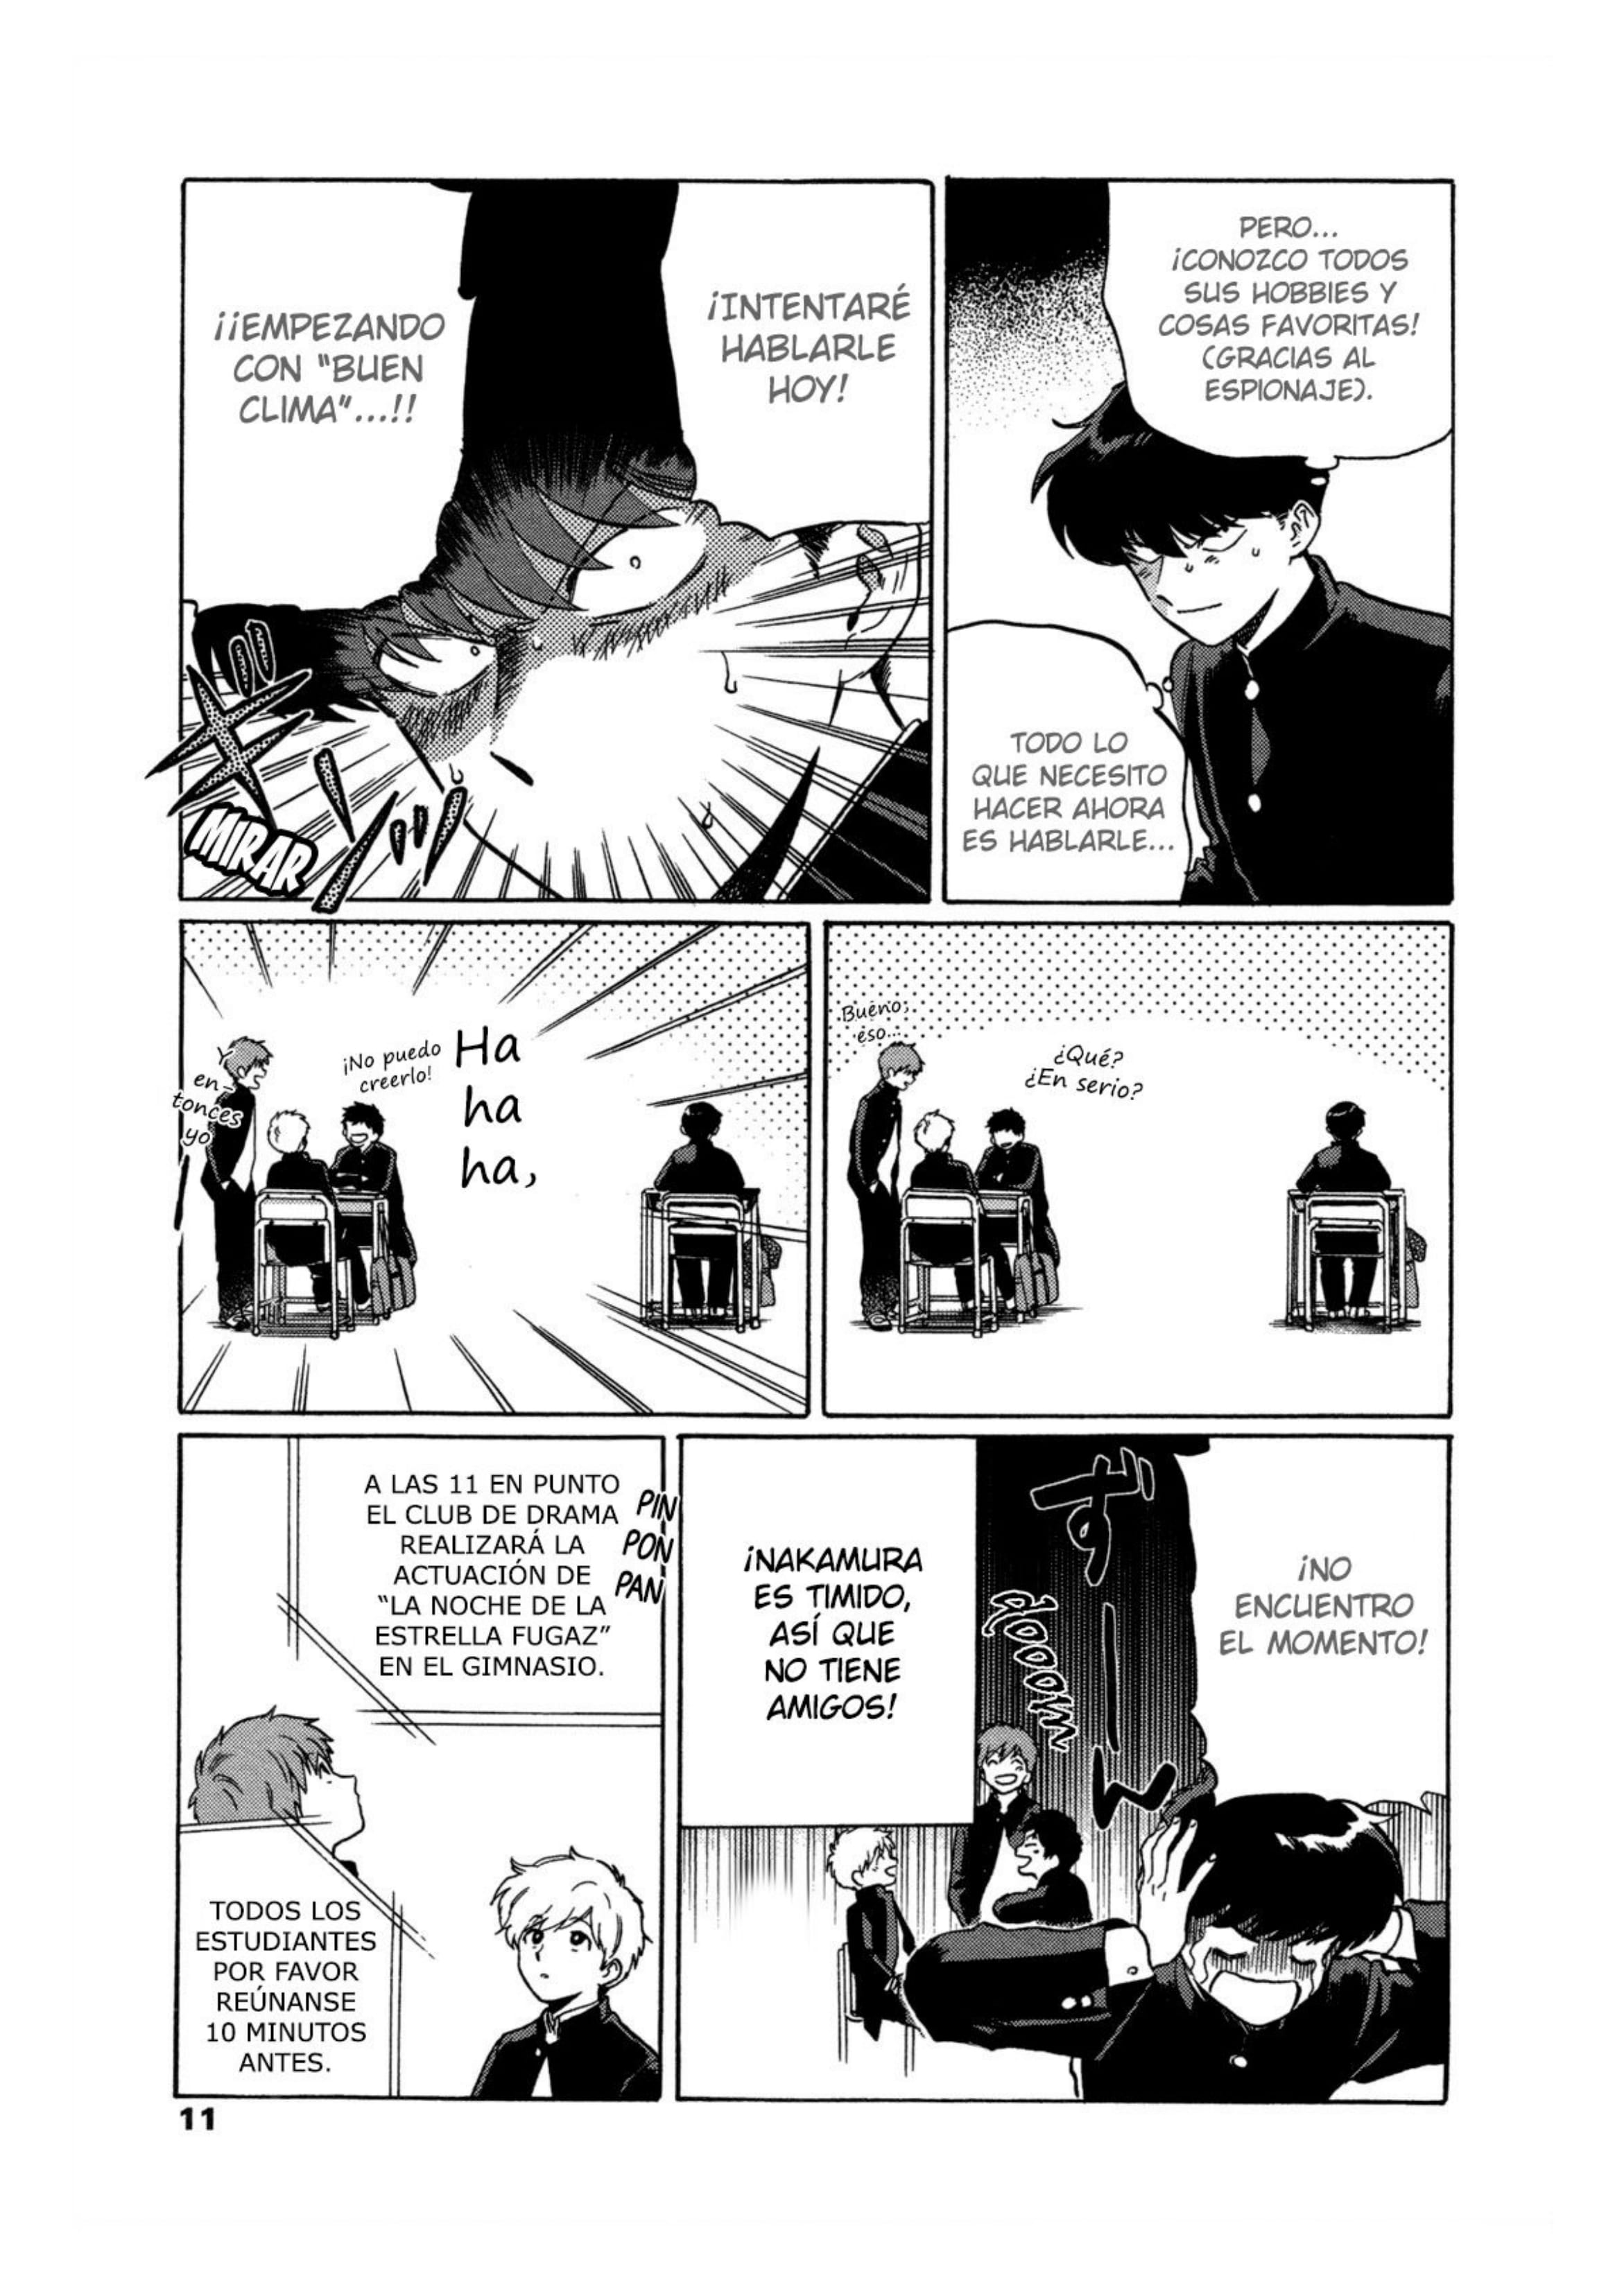 PERO...
¡CONOZCO TODOS
SUS HOBBIES Y
COSAS FAVORITAS!
(GRACIAS AL
ESPIONAJE).
TODO LO
QUE NECESITO
HACER AHORA
ES HABLARLE...
¡INTENTARÉ
HABLARLE
HOY!
¡¡EMPEZANDO
CON "BUEN
CLIMA"...!!
MIRAR
Bueno,
eso...
¿Qué?
¿En serio?
Ha
ha
ha,
¡No puedo
creerlo!
Y
en-
tonces
yo
¡NO
ENCUENTRO
EL MOMENTO!
ずーん
dooom
¡NAKAMURA
ES TIMIDO,
ASÍ QUE
NO TIENE
AMIGOS!
PIN
PON
PAN
A LAS 11 EN PUNTO
EL CLUB DE DRAMA
REALIZARÁ LA
ACTUACIÓN DE
"LA NOCHE DE LA
ESTRELLA FUGAZ"
EN EL GIMNASIO.
TODOS LOS
ESTUDIANTES
POR FAVOR
REÚNANSE
10 MINUTOS
ANTES.
11